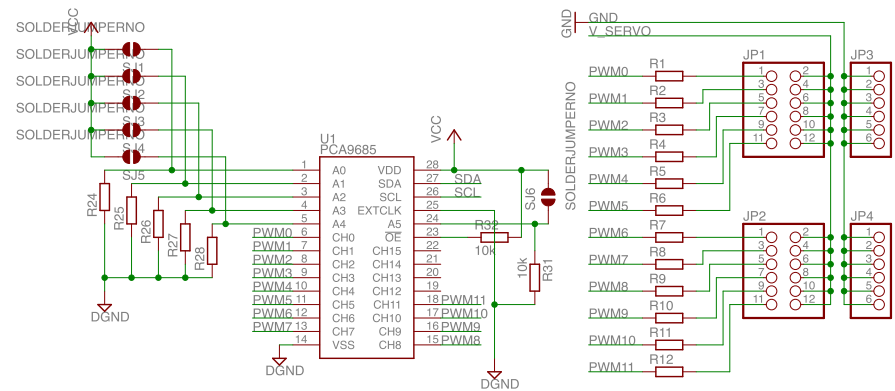 SOLDERJUMPERNO
VCC
SJ1
SOLDERJUMPERNO
SJ2
SOLDERJUMPERNO
SJ3
SOLDERJUMPERNO
SJ4
SOLDERJUMPERNO
SJ5
R24
R25
R26
R27
R28
DGND
U1
PCA9685
1 A0 VDD 28
2 A1 SDA 27 SDA
3 A2 SCL 26 SCL
4 A3 EXTCLK 25
5 A4 A5 24
PWM0 6 CH0 OE 23
PWM1 7 CH1 CH15 22
PWM2 8 CH2 CH14 21
PWM3 9 CH3 CH13 20
PWM4 10 CH4 CH12 19
PWM5 11 CH5 CH11 18 PWM11
PWM6 12 CH6 CH10 17 PWM10
PWM7 13 CH7 CH9 16 PWM9
14 VSS CH8 15 PWM8
DGND
VCC
SJ6
SOLDERJUMPERNO
R32
10k
10k
R31
DGND
GND
GND
V_SERVO
PWM0 R1
PWM1 R2
PWM2 R3
PWM3 R4
PWM4 R5
PWM5 R6
PWM6 R7
PWM7 R8
PWM8 R9
R10
PWM10 R11
PWM11 R12
JP1
1 2
3 4
5 6
7 8
9 10
11 12
JP3
1
2
3
4
5
6
JP2
1 2
3 4
5 6
7 8
9 10
11 12
JP4
1
2
3
4
5
6